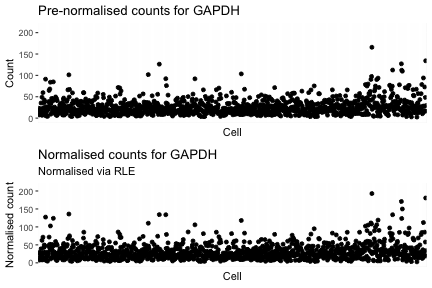 Pre-normalised counts for GAPDH
200
150
100
50
0
Count
Cell
Normalised counts for GAPDH
Normalised via RLE
200
150
100
50
0
Normalised count
Cell